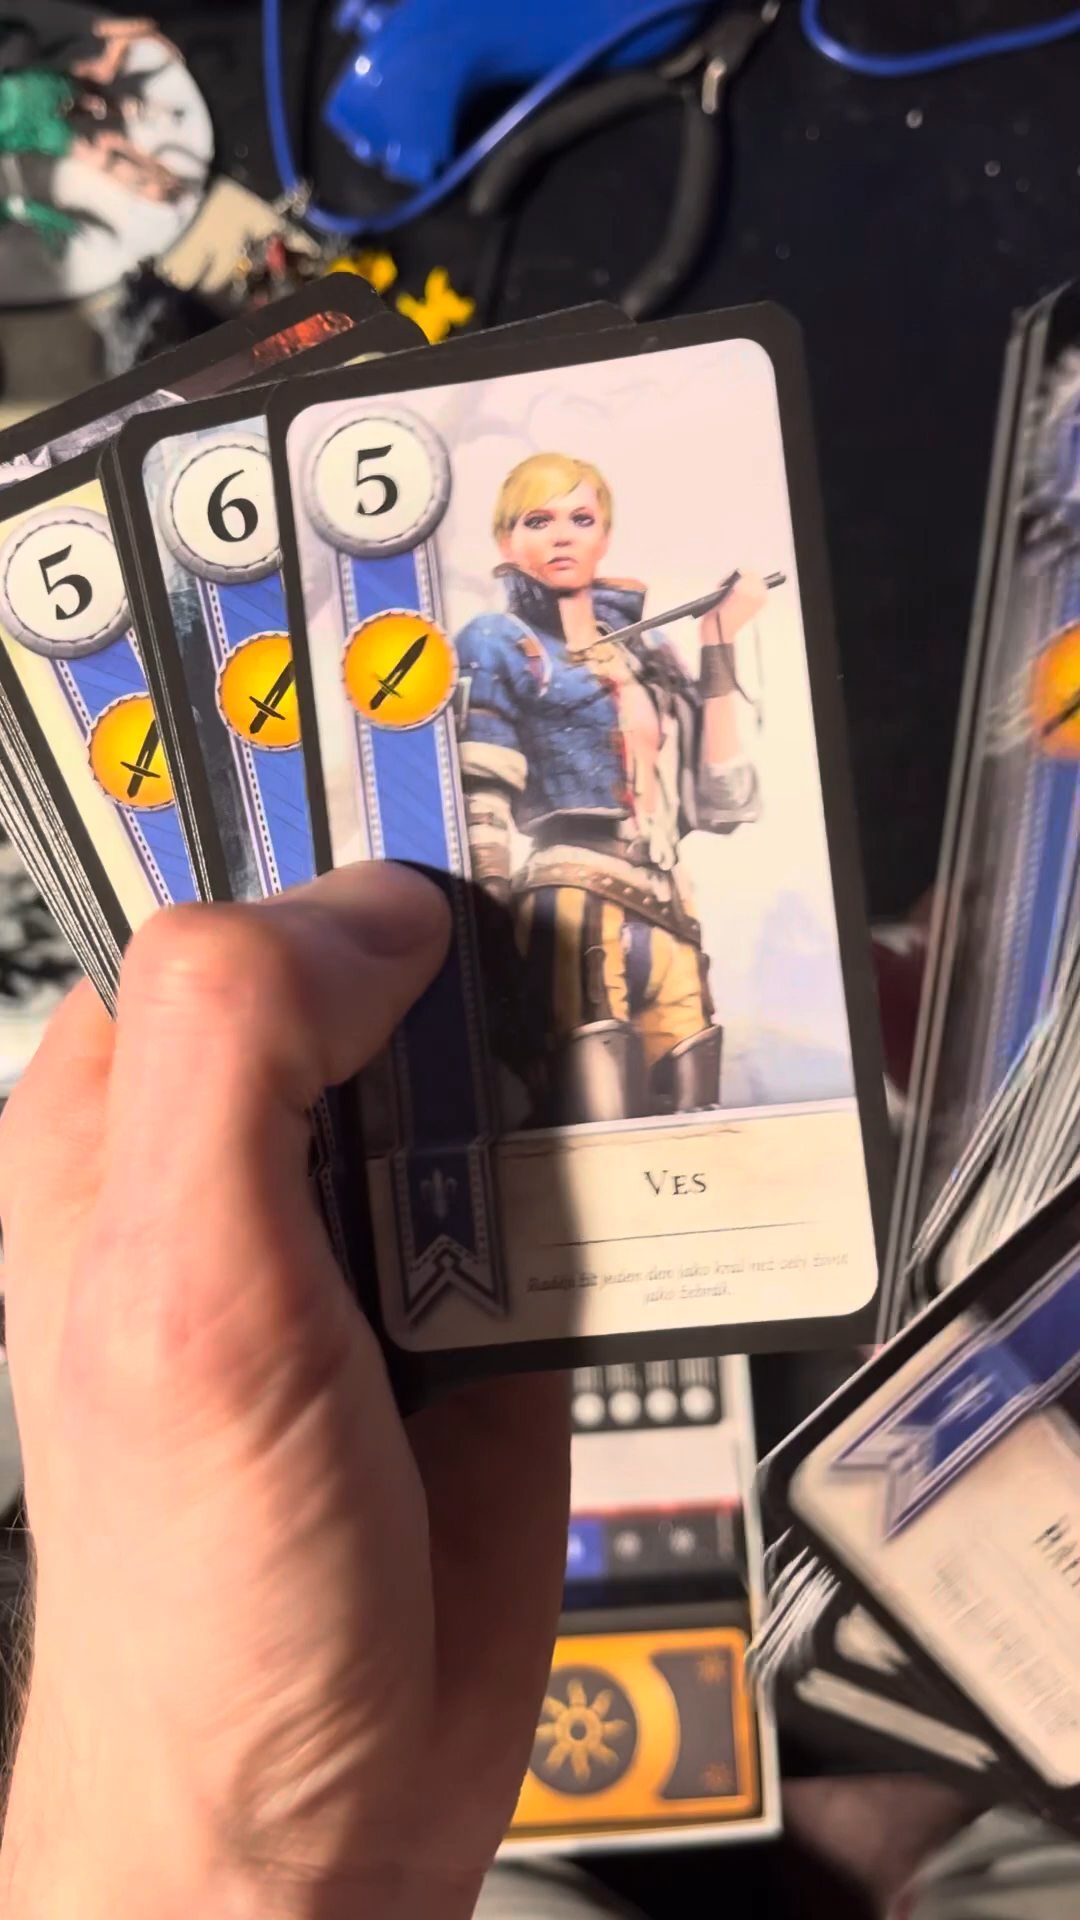 5
6
5
Ves
Raději žít jeden den jako král než celý život
jako žebrák.